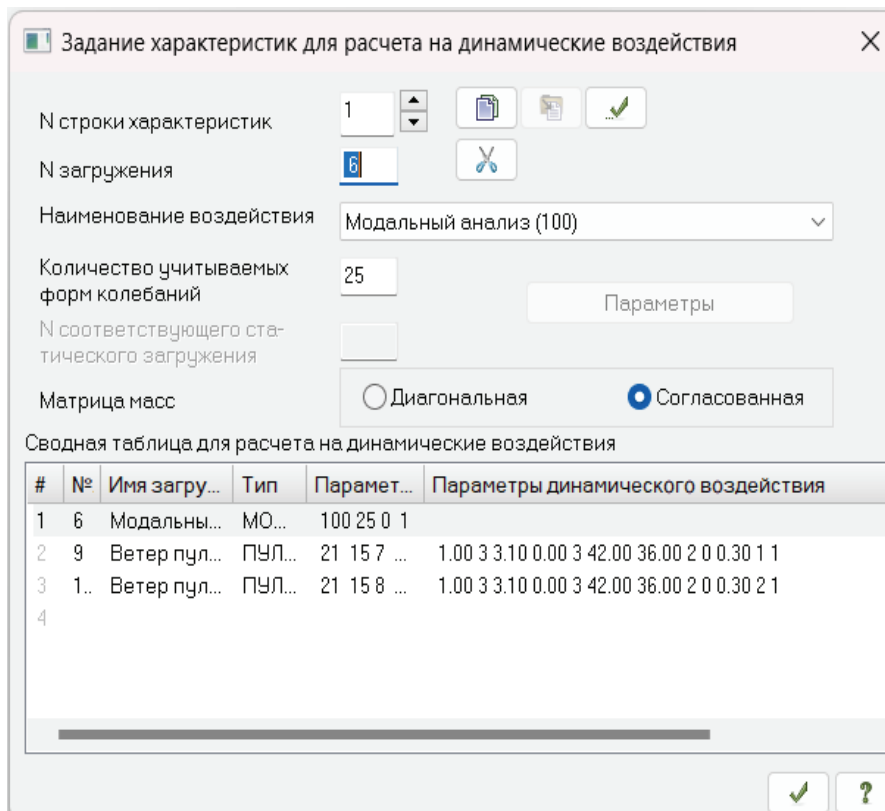 Задание характеристик для расчета на динамические воздействия
N строки характеристик 1
N загружения 6
Наименование воздействия Модальный анализ (100)
Количество учитываемых
форм колебаний 25
Параметры
N соответствующего ста-
тического загружения
Матрица масс Диагональная Согласованная
Сводная таблица для расчета на динамические воздействия
# № Имя загру... Тип Парамет... Параметры динамического воздействия
1 6 Модальны... МО... 100 25 0 1
2 9 Ветер пул... ПУЛ... 21 15 7 ... 1.00 3 3.10 0.00 3 42.00 36.00 2 0 0.30 1 1
3 1.. Ветер пул... ПУЛ... 21 15 8 ... 1.00 3 3.10 0.00 3 42.00 36.00 2 0 0.30 2 1
4
?